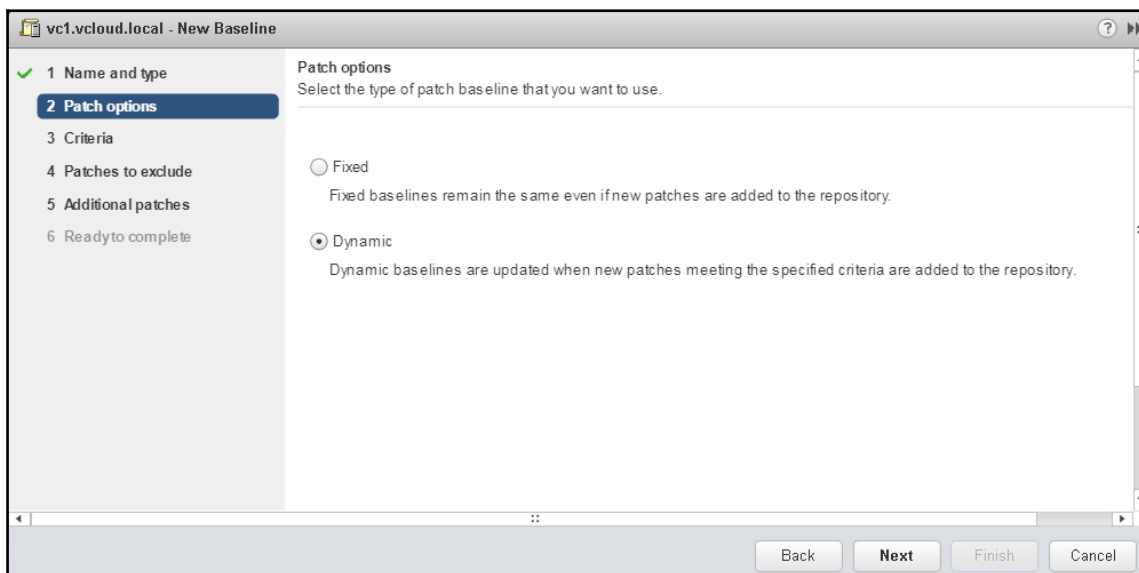 vc1.vcloud.local - New Baseline
?
1 Name and type
2 Patch options
3 Criteria
4 Patches to exclude
5 Additional patches
6 Ready to complete
Patch options
Select the type of patch baseline that you want to use.
Fixed
Fixed baselines remain the same even if new patches are added to the repository.
Dynamic
Dynamic baselines are updated when new patches meeting the specified criteria are added to the repository.
Back Next Finish Cancel